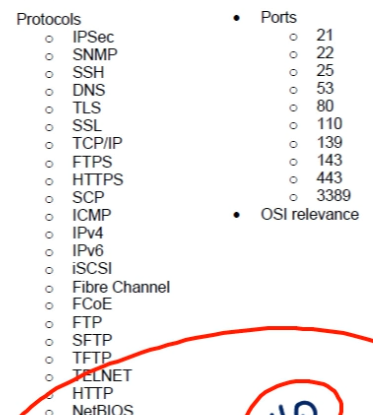 Protocols
IPSec
SNMP
SSH
DNS
TLS
SSL
TCP/IP
FTPS
HTTPS
SCP
ICMP
IPv4
IPv6
iSCSI
Fibre Channel
FCoE
FTP
SFTP
TFTP
TELNET
HTTP
NetBIOS
Ports
21
22
25
53
80
110
139
143
443
3389
OSI relevance